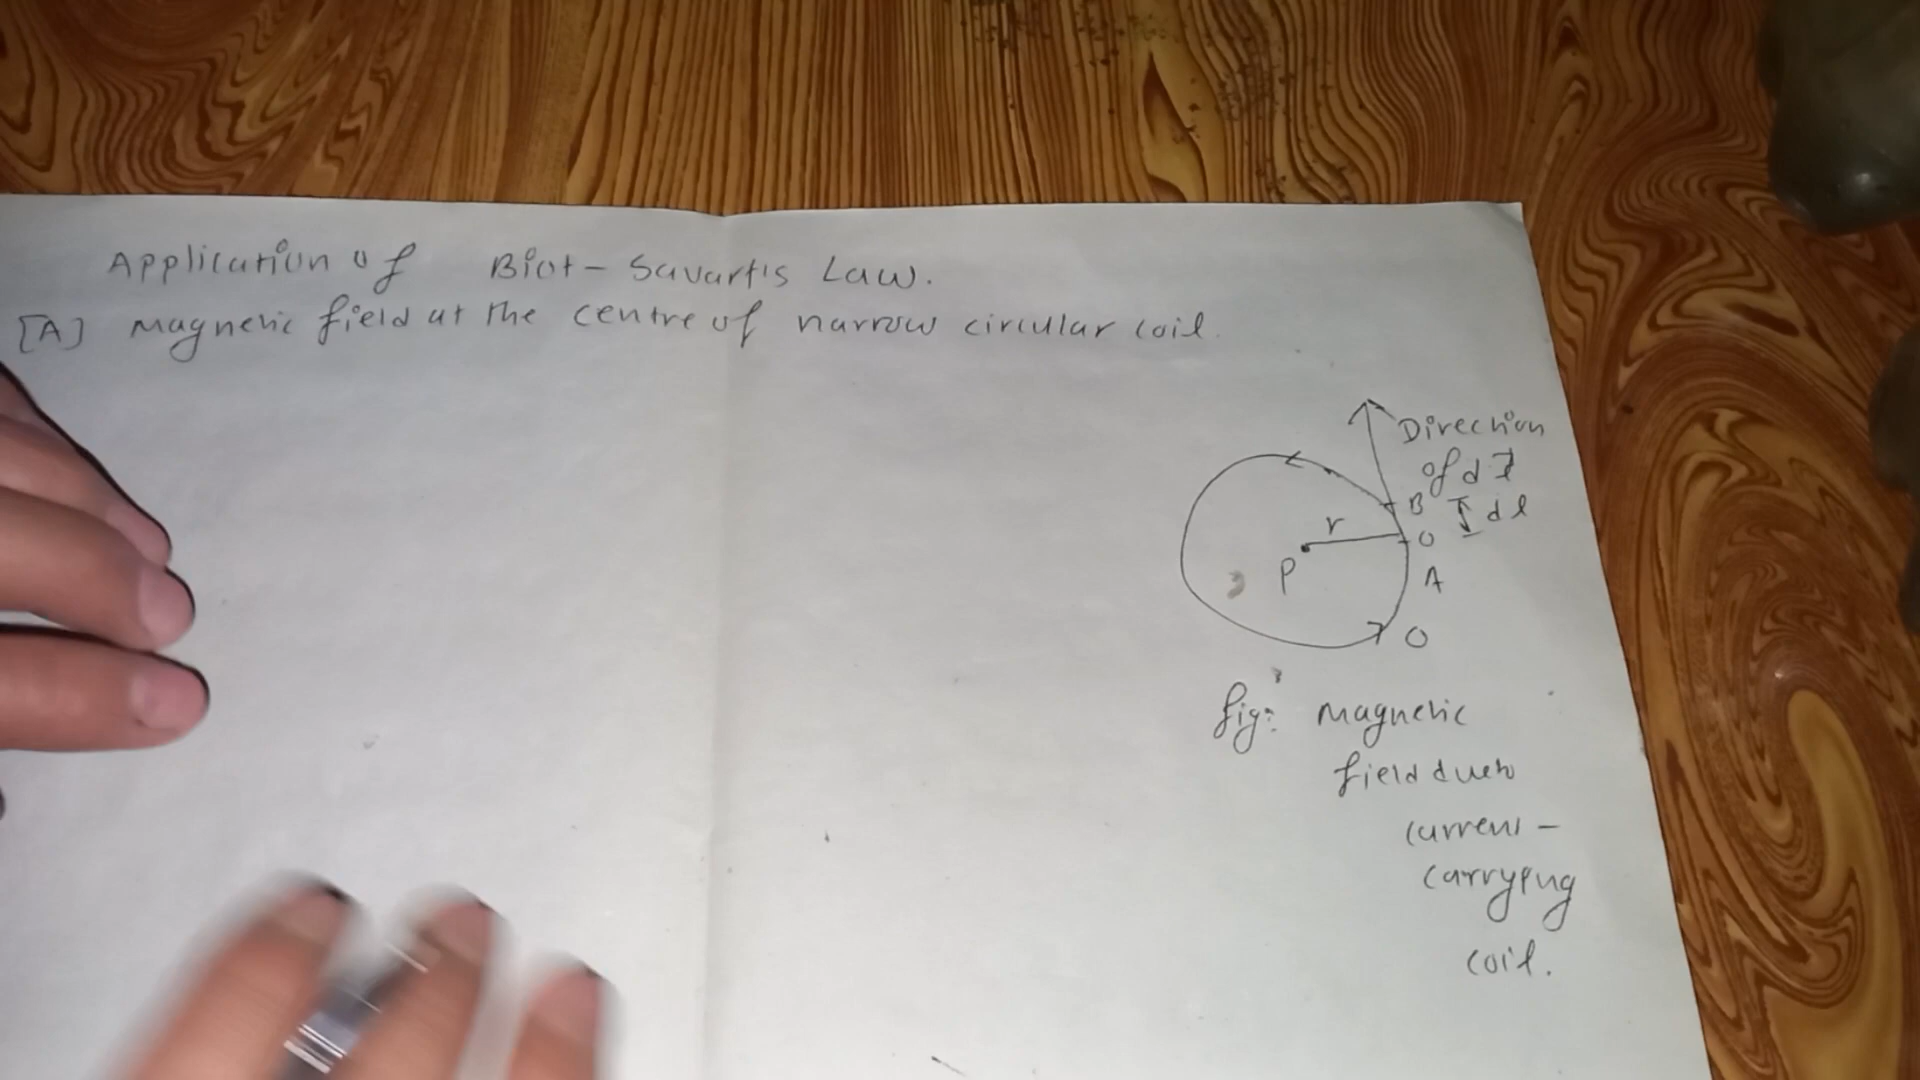 Application of Biot - Savart's Law.
[A] Magnetic field at the centre of narrow circular coil.
Direction
of dl
B dl
r
O
P
A
O
fig: Magnetic
field due to
current -
carrying
coil.